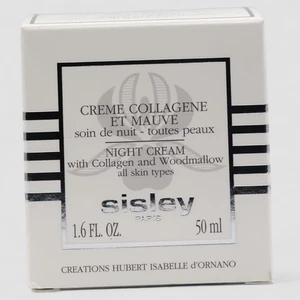 CREME COLLAGENE
ET MAUVE
soin de nuit - toutes peaux
NIGHT CREAM
with Collagen and Woodmallow
all skin types
sisley
PARIS
1.6 FL. OZ. 50 ml
CREATIONS HUBERT ISABELLE d'ORNANO